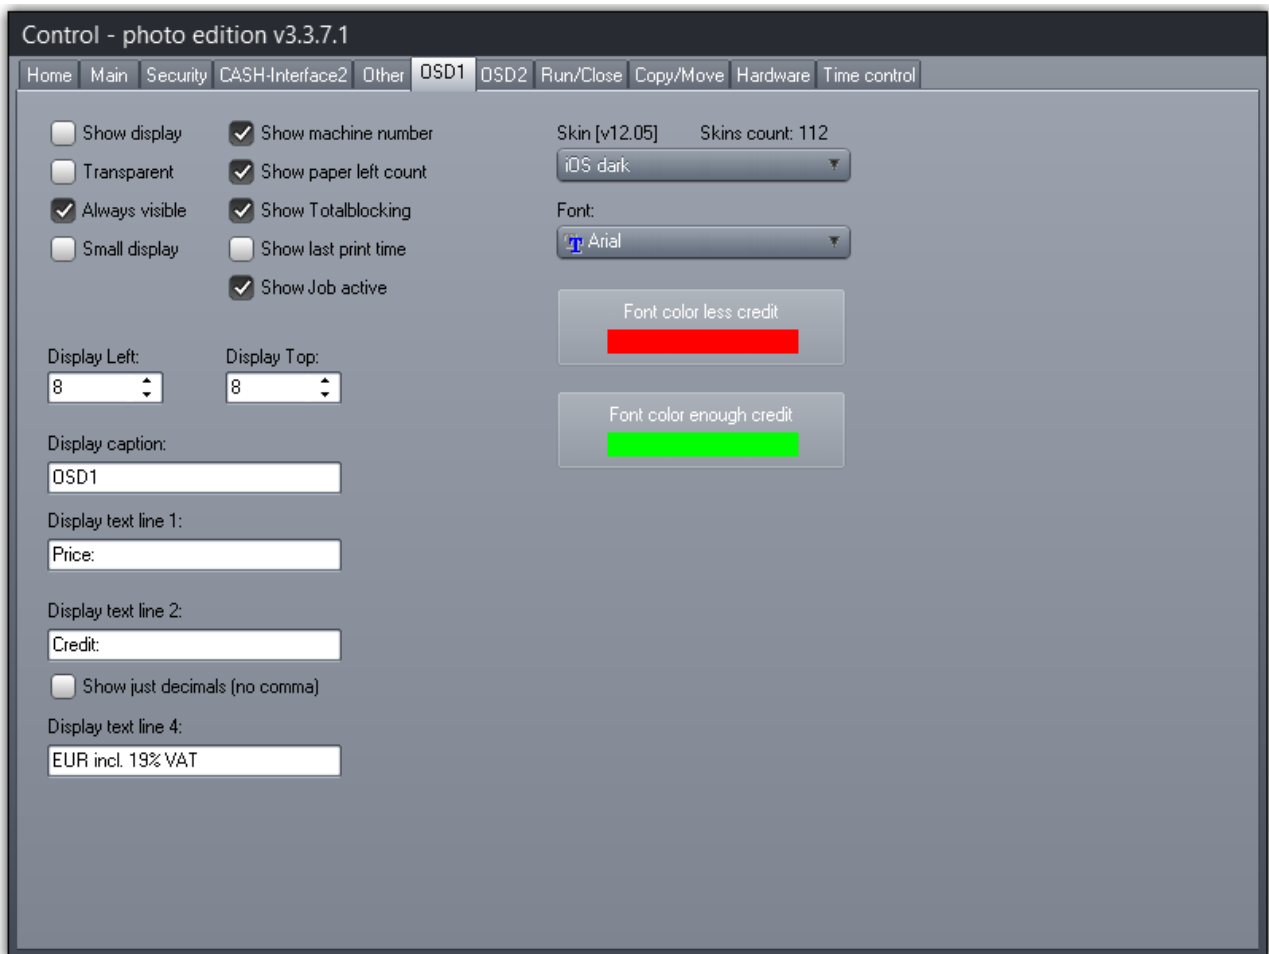 Control - photo edition v3.3.7.1
Home Main Security CASH-Interface2 Other OSD1 OSD2 Run/Close Copy/Move Hardware Time control
Show display
Transparent
Always visible
Small display
Show machine number
Show paper left count
Show Totalblocking
Show last print time
Show Job active
Skin [v12.05] Skins count: 112
iOS dark
Font:
Arial
Font color less credit
Font color enough credit
Display Left: Display Top:
8 8
Display caption:
OSD1
Display text line 1:
Price:
Display text line 2:
Credit:
Show just decimals (no comma)
Display text line 4:
EUR incl. 19% VAT